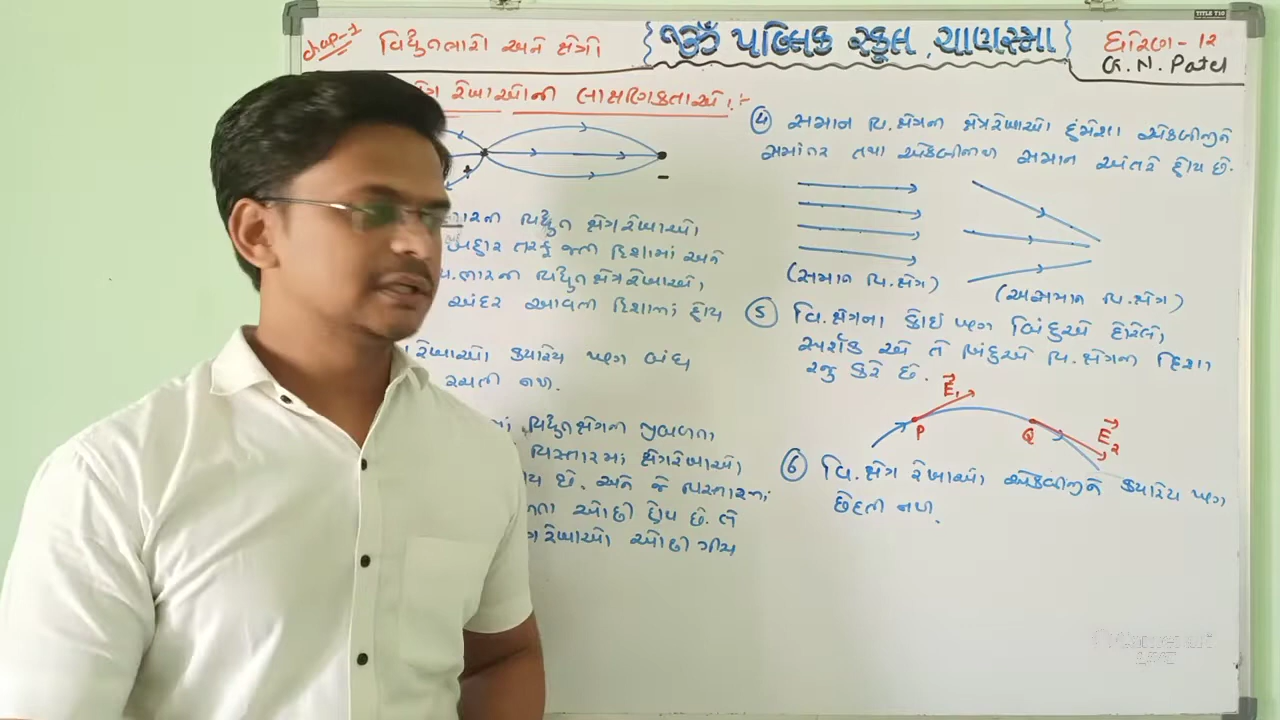 chap-1
વિદ્યુતભારો અને ક્ષેત્રો
જીઝૅ પબ્લિક સ્કૂલ, ચાણસ્મા
ધોરણ - 12
G. N. Patel
રેખાઓની લાક્ષણિકતાઓ :-
ભારની વિદ્યુત ક્ષેત્રરેખાઓ
બહાર તરફ જતી દિશામાં અને
વિ.ભારની વિદ્યુત ક્ષેત્રરેખાઓ
અંદર આવતી દિશામાં હોય
રેખાઓ ક્યારેય પણ બંધ
રચતી નથી.
વિદ્યુતક્ષેત્રની પ્રબળતા
વિસ્તારમાં ક્ષેત્રરેખાઓ
છે. અને જે વિસ્તારમાં
ઓછી હોય છે. તે
રેખાઓ ઓછી ગીચ
④ સમાન વિ.ક્ષેત્રની ક્ષેત્રરેખાઓ હંમેશા એકબીજાને
સમાંતર તથા એકબીજાથી સમાન અંતરે હોય છે.
(સમાન વિ.ક્ષેત્ર)
(અસમાન વિ.ક્ષેત્ર)
⑤ વિ.ક્ષેત્રના કોઈ પણ બિંદુએ દોરેલો
સ્પર્શક એ તે બિંદુએ વિ.ક્ષેત્રની દિશા
રજુ કરે છે.
E₁
P
Q
E₂
⑥ વિ.ક્ષેત્ર રેખાઓ એકબીજીને ક્યારેય પણ
છેદતી નથી.